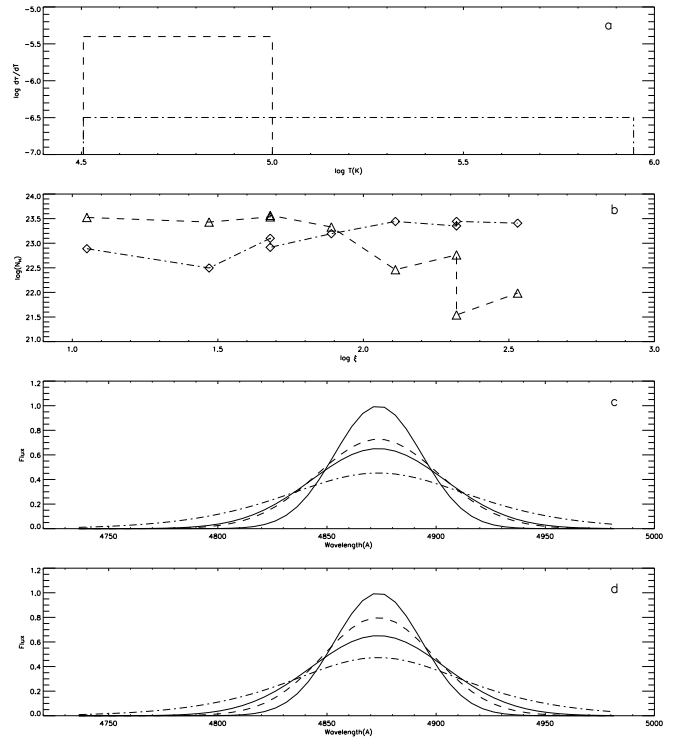 a
-5.0
-5.5
-6.0
-6.5
-7.0
log dτ/dT
4.5 5.0 5.5 6.0
log T(K)
b
24.0
23.5
23.0
22.5
22.0
21.5
21.0
log(N_H)
1.0 1.5 2.0 2.5 3.0
log ξ
c
1.2
1.0
0.8
0.6
0.4
0.2
0.0
Flux
4750 4800 4850 4900 4950 5000
Wavelength(A)
d
1.2
1.0
0.8
0.6
0.4
0.2
0.0
Flux
4750 4800 4850 4900 4950 5000
Wavelength(A)